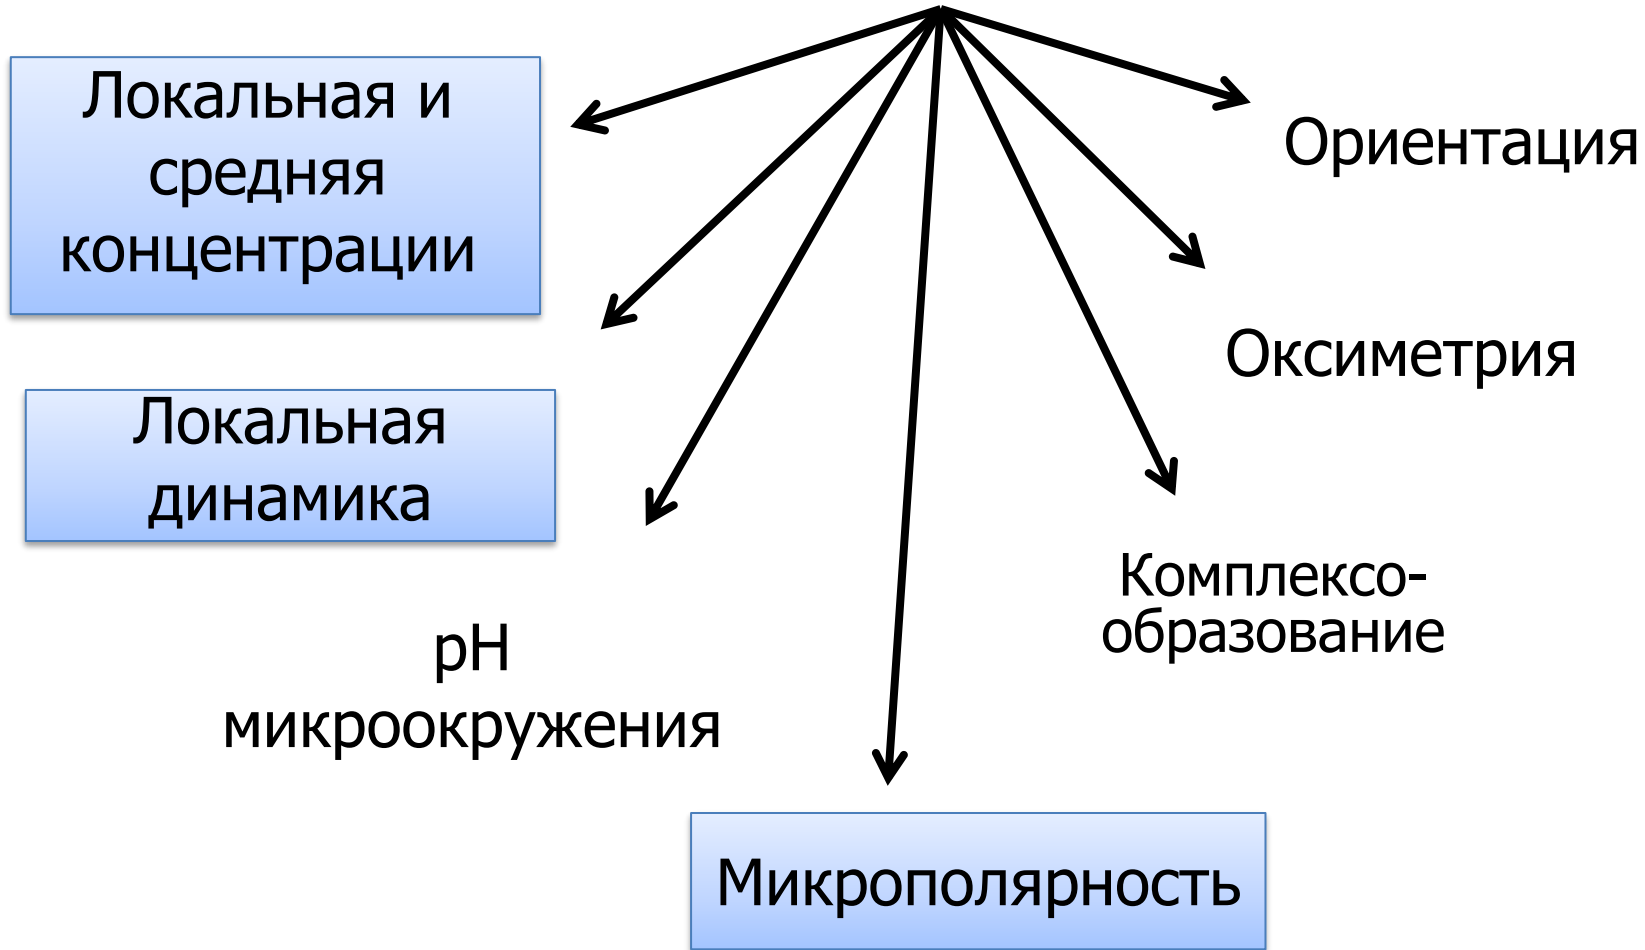 Локальная и
средняя
концентрации
Ориентация
Оксиметрия
Локальная
динамика
Комплексо-
образование
pH
микроокружения
Микрополярность